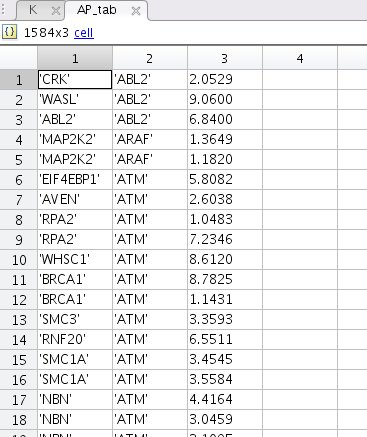 K AP_tab
1584x3 cell
1 2 3 4
1 'CRK' 'ABL2' 2.0529
2 'WASL' 'ABL2' 9.0600
3 'ABL2' 'ABL2' 6.8400
4 'MAP2K2' 'ARAF' 1.3649
5 'MAP2K2' 'ARAF' 1.1820
6 'EIF4EBP1' 'ATM' 5.8082
7 'AVEN' 'ATM' 2.6038
8 'RPA2' 'ATM' 1.0483
9 'RPA2' 'ATM' 7.2346
10 'WHSC1' 'ATM' 8.6120
11 'BRCA1' 'ATM' 8.7825
12 'BRCA1' 'ATM' 1.1431
13 'SMC3' 'ATM' 3.3593
14 'RNF20' 'ATM' 6.5511
15 'SMC1A' 'ATM' 3.4545
16 'SMC1A' 'ATM' 3.5584
17 'NBN' 'ATM' 4.4164
18 'NBN' 'ATM' 3.0459